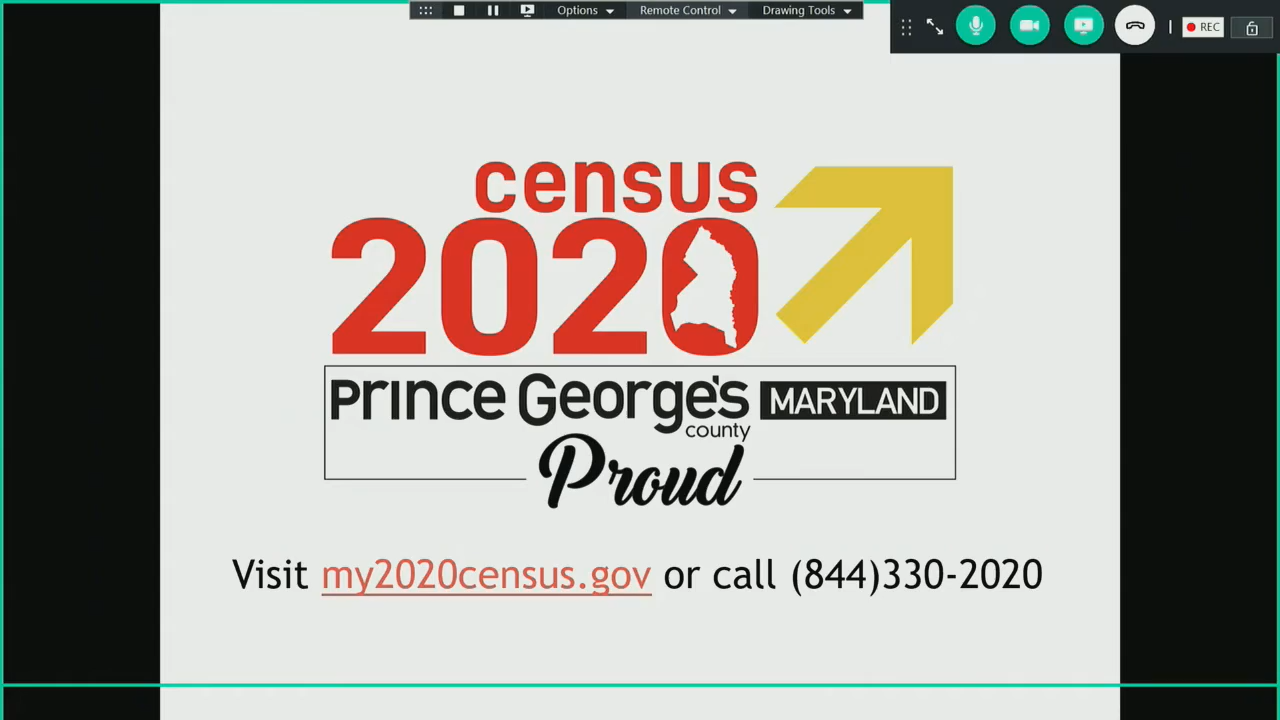 Options Remote Control Drawing Tools
REC
census
2020
Prince George's MARYLAND
county
Proud
Visit my2020census.gov or call (844)330-2020